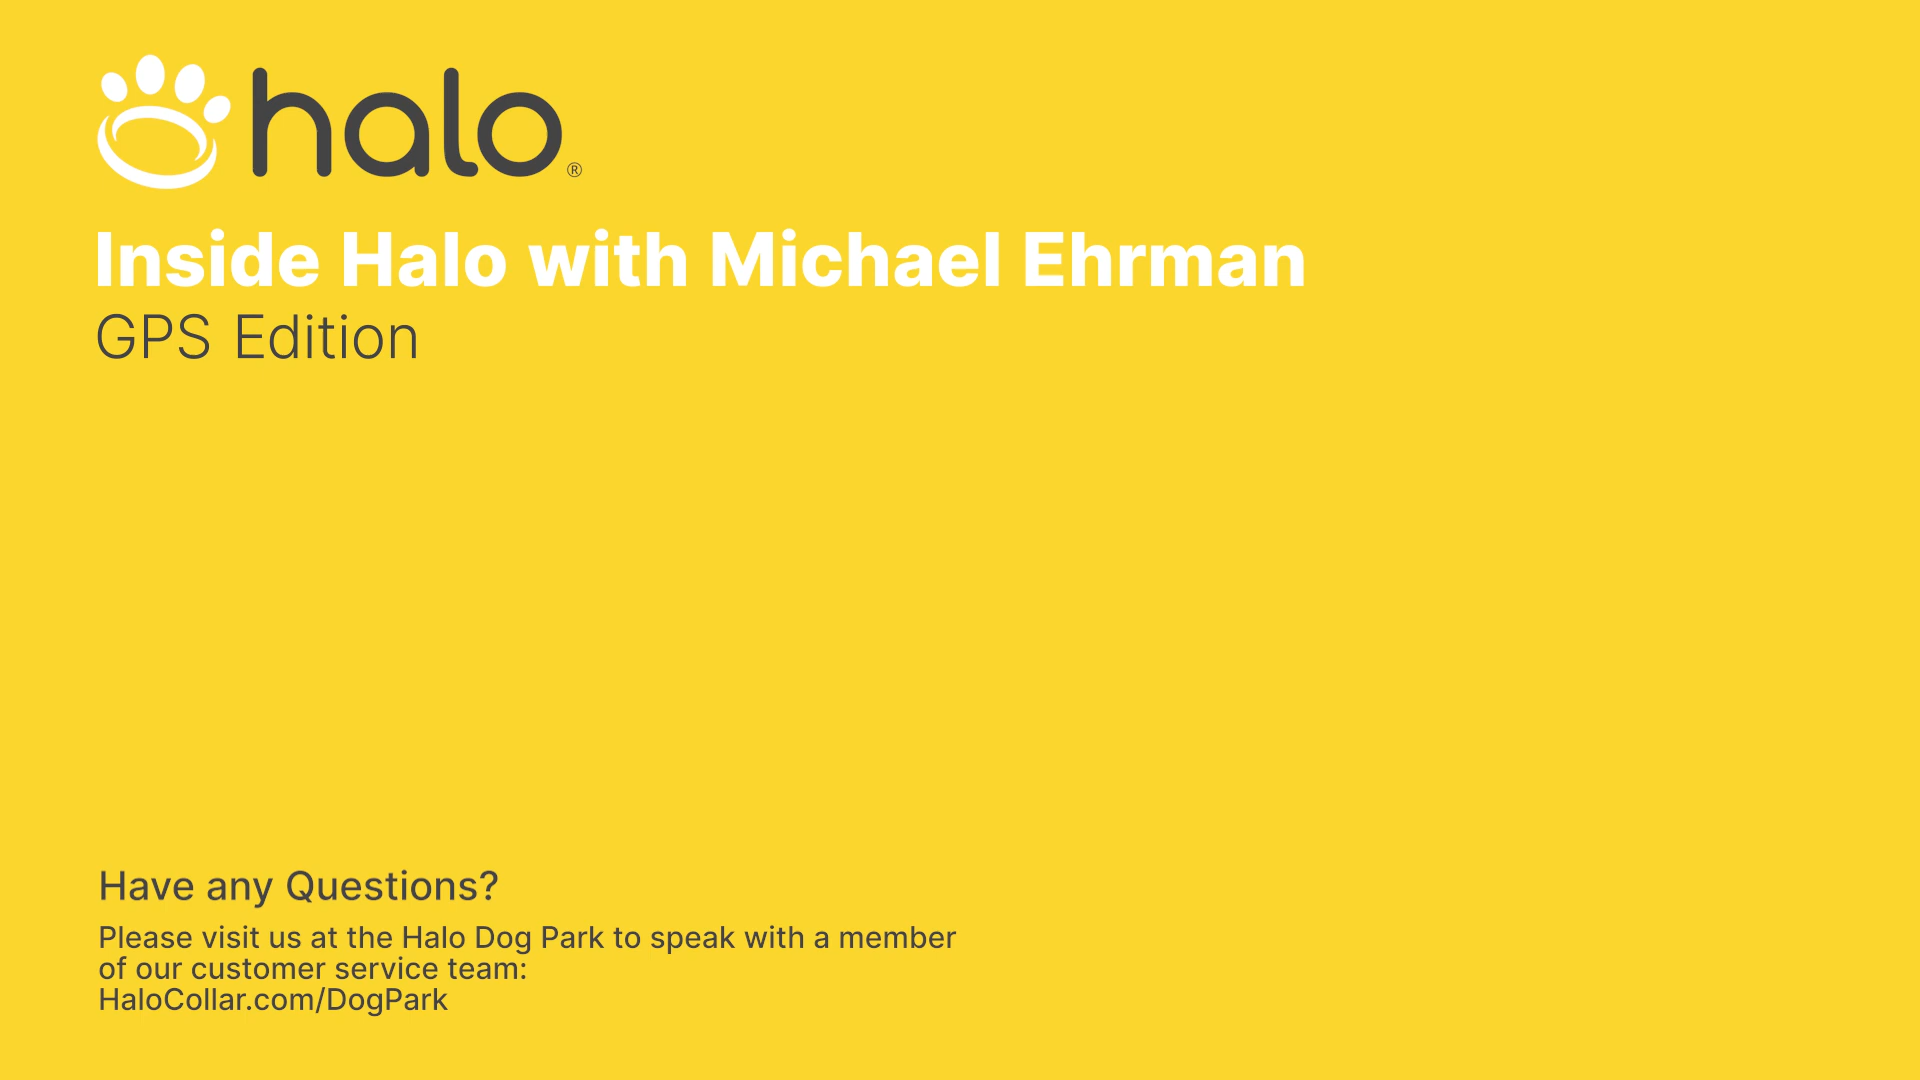 halo®
Inside Halo with Michael Ehrman
GPS Edition
Have any Questions?
Please visit us at the Halo Dog Park to speak with a member
of our customer service team:
HaloCollar.com/DogPark